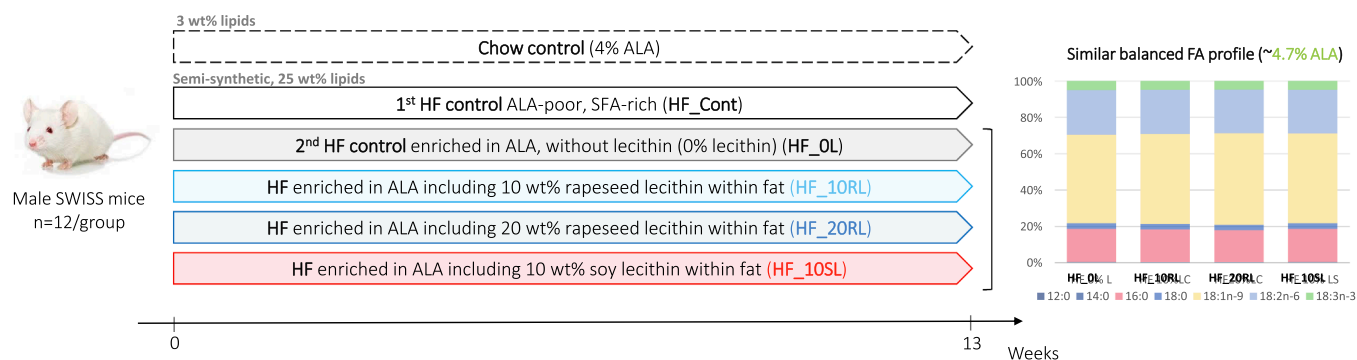 3 wt% lipids
Chow control (4% ALA)
Semi-synthetic, 25 wt% lipids
1st HF control ALA-poor, SFA-rich (HF_Cont)
2nd HF control enriched in ALA, without lecithin (0% lecithin) (HF_0L)
HF enriched in ALA including 10 wt% rapeseed lecithin within fat (HF_10RL)
HF enriched in ALA including 20 wt% rapeseed lecithin within fat (HF_20RL)
HF enriched in ALA including 10 wt% soy lecithin within fat (HF_10SL)
Male SWISS mice
n=12/group
0
13
Weeks
Similar balanced FA profile (~4.7% ALA)
100%
80%
60%
40%
20%
0%
HF_0L HF_10RL HF_20RL HF_10SL
12:0 14:0 16:0 18:0 18:1n-9 18:2n-6 18:3n-3